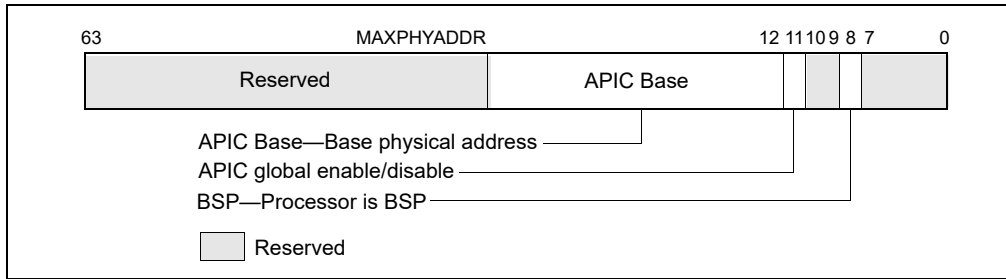 63 MAXPHYADDR 12 11 10 9 8 7 0
Reserved APIC Base
APIC Base—Base physical address
APIC global enable/disable
BSP—Processor is BSP
Reserved